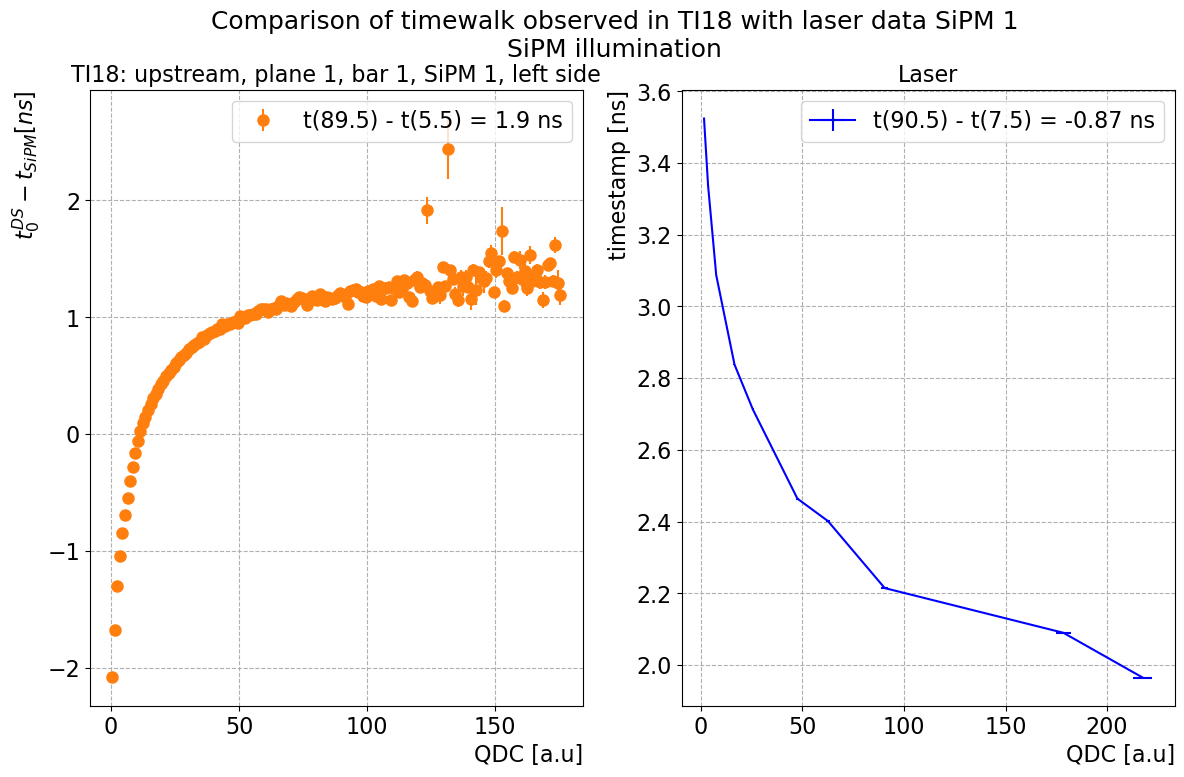 Comparison of timewalk observed in TI18 with laser data SiPM 1
SiPM illumination
TI18: upstream, plane 1, bar 1, SiPM 1, left side
t(89.5) - t(5.5) = 1.9 ns
t_0^{DS} − t_{SiPM}[ns]
2
1
0
−1
−2
0 50 100 150
QDC [a.u]
Laser
t(90.5) - t(7.5) = -0.87 ns
timestamp [ns]
3.6
3.4
3.2
3.0
2.8
2.6
2.4
2.2
2.0
0 50 100 150 200
QDC [a.u]